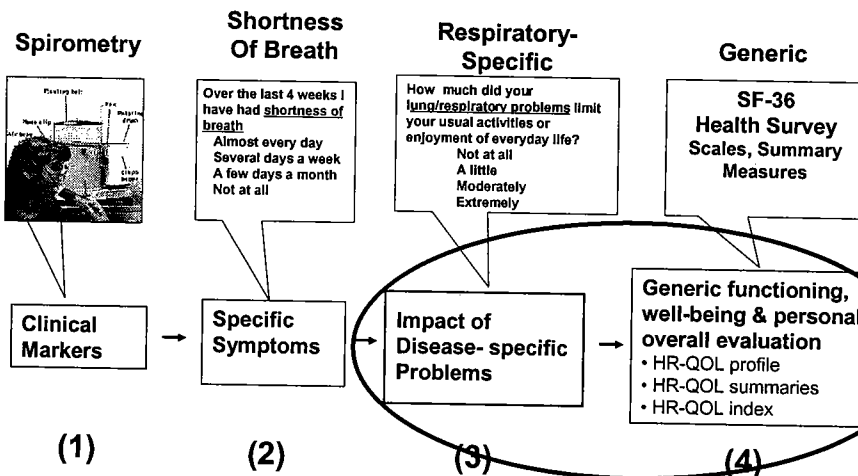 Spirometry
Shortness
Of Breath
Respiratory-
Specific
Generic
Floating bell
Over the last 4 weeks I
have had shortness of
breath
Almost every day
Several days a week
A few days a month
Not at all
How much did your
lung/respiratory problems limit
your usual activities or
enjoyment of everyday life?
Not at all
A little
Moderately
Extremely
SF-36
Health Survey
Scales, Summary
Measures
Clinical
Markers
Specific
Symptoms
Impact of
Disease- specific
Problems
Generic functioning,
well-being & personal
overall evaluation
• HR-QOL profile
• HR-QOL summaries
• HR-QOL index
(1)
(2)
(3)
(4)